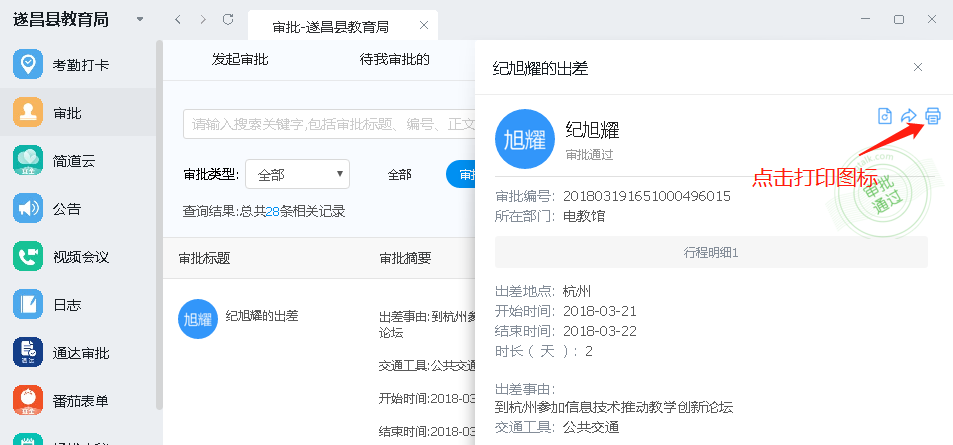 遂昌县教育局
审批-遂昌县教育局
考勤打卡
审批
简道云
公告
视频会议
日志
通达审批
番茄表单
发起审批
待我审批的
请输入搜索关键字,包括审批标题、编号、正文
审批类型:
全部
全部
查询结果:总共28条相关记录
审批标题
审批摘要
旭耀
纪旭耀的出差
出差事由:到杭州参
论坛
交通工具:公共交
开始时间:2018-03
结束时间:2018-03
纪旭耀的出差
旭耀
纪旭耀
审批通过
点击打印图标
talk.com
审批
通过
审批编号: 201803191651000496015
所在部门: 电教馆
行程明细1
出差地点: 杭州
开始时间: 2018-03-21
结束时间: 2018-03-22
时长（天）: 2
出差事由:
到杭州参加信息技术推动教学创新论坛
交通工具: 公共交通